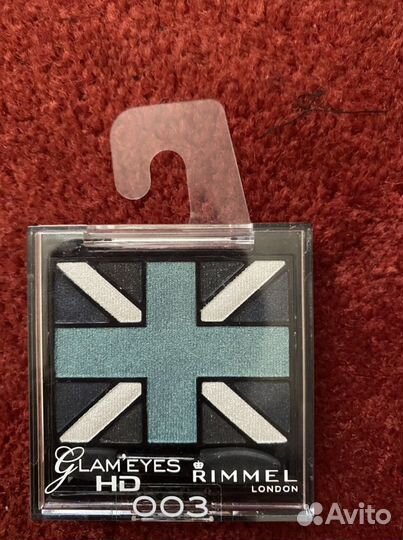 GLAM'EYES
HD
RIMMEL
LONDON
003
Avito